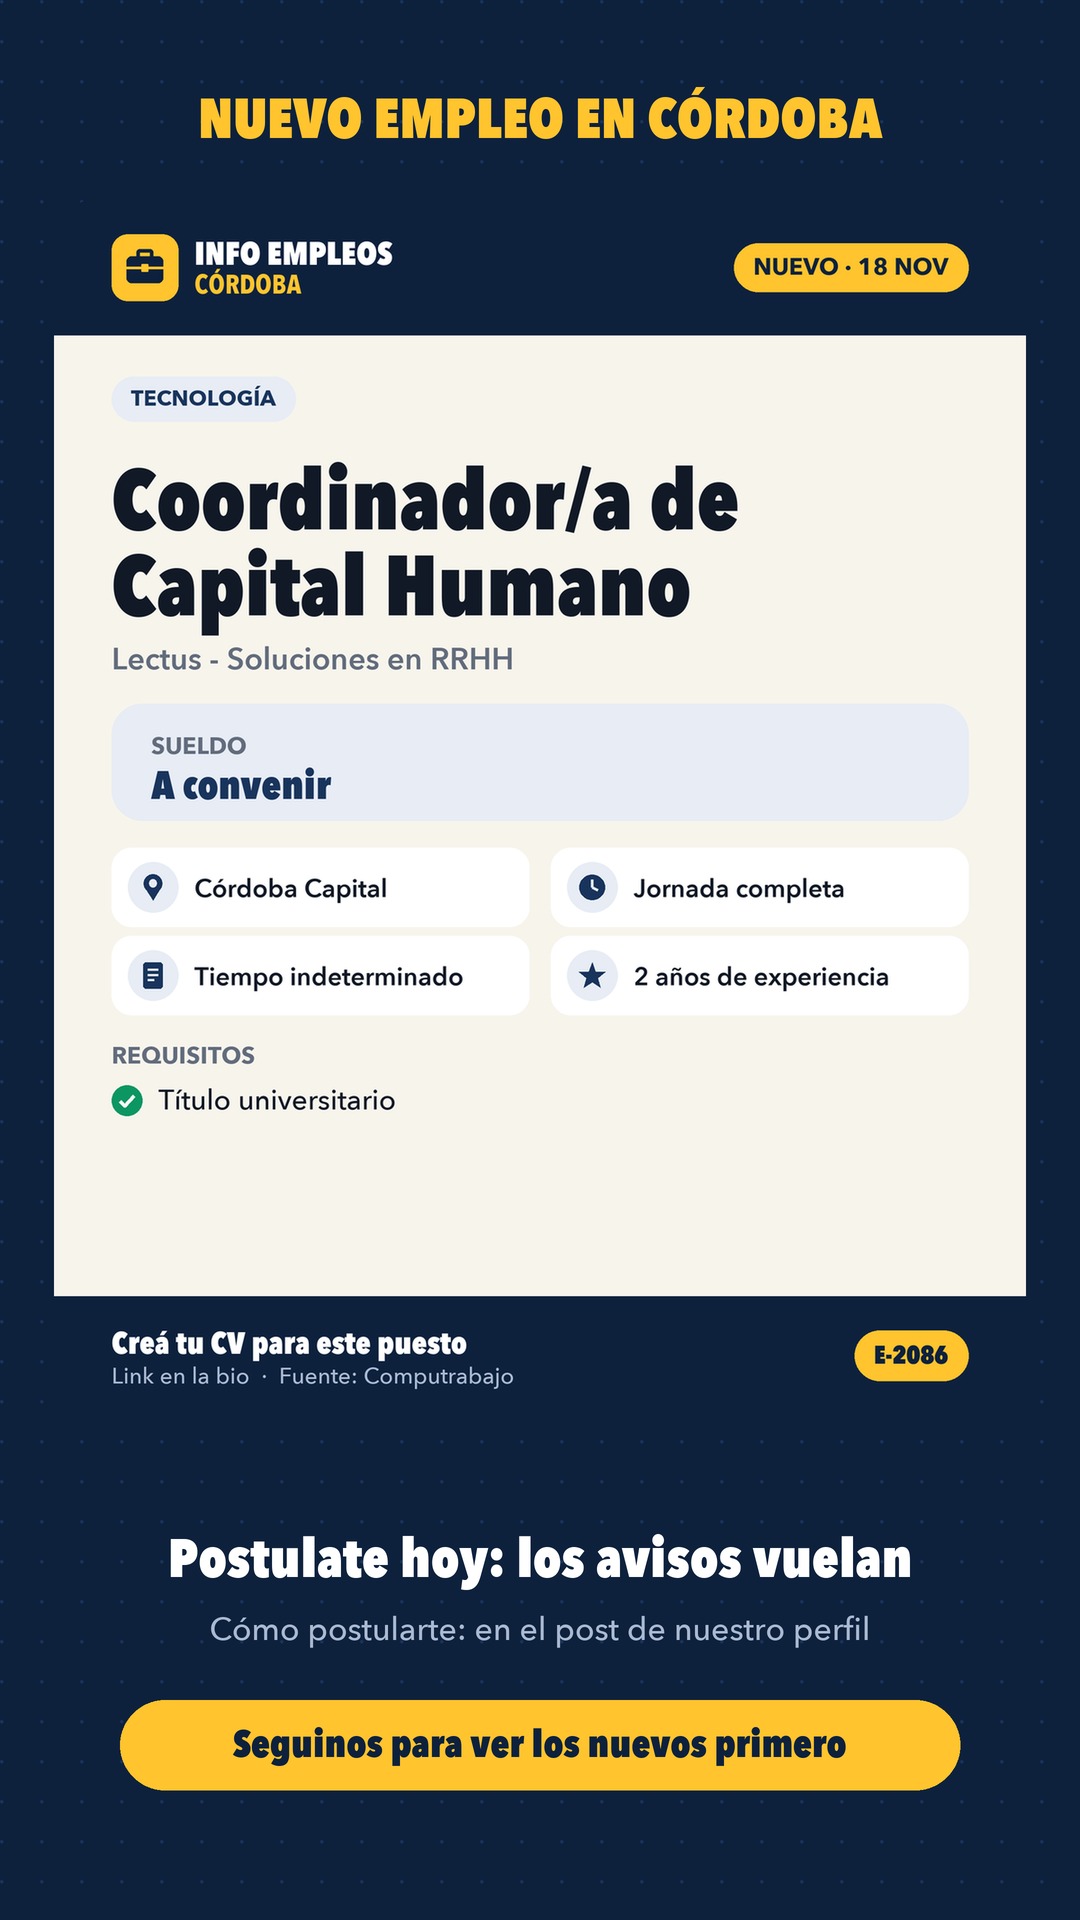 NUEVO EMPLEO EN CÓRDOBA
INFO EMPLEOS
CÓRDOBA
NUEVO · 18 NOV
TECNOLOGÍA
Coordinador/a de
Capital Humano
Lectus - Soluciones en RRHH
SUELDO
A convenir
Córdoba Capital
Jornada completa
Tiempo indeterminado
2 años de experiencia
REQUISITOS
Título universitario
Creá tu CV para este puesto
Link en la bio · Fuente: Computrabajo
E-2086
Postulate hoy: los avisos vuelan
Cómo postularte: en el post de nuestro perfil
Seguinos para ver los nuevos primero